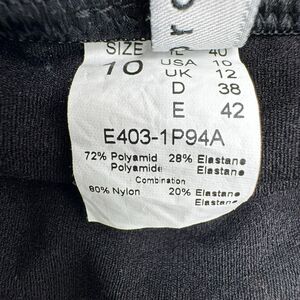 SIZE
10
IL 40
USA 10
UK 12
D 38
E 42
E403-1P94A
72% Polyamid 28% Elastane
Polyamide Elastane
Combination
80% Nylon 20% Elastane
Elastane